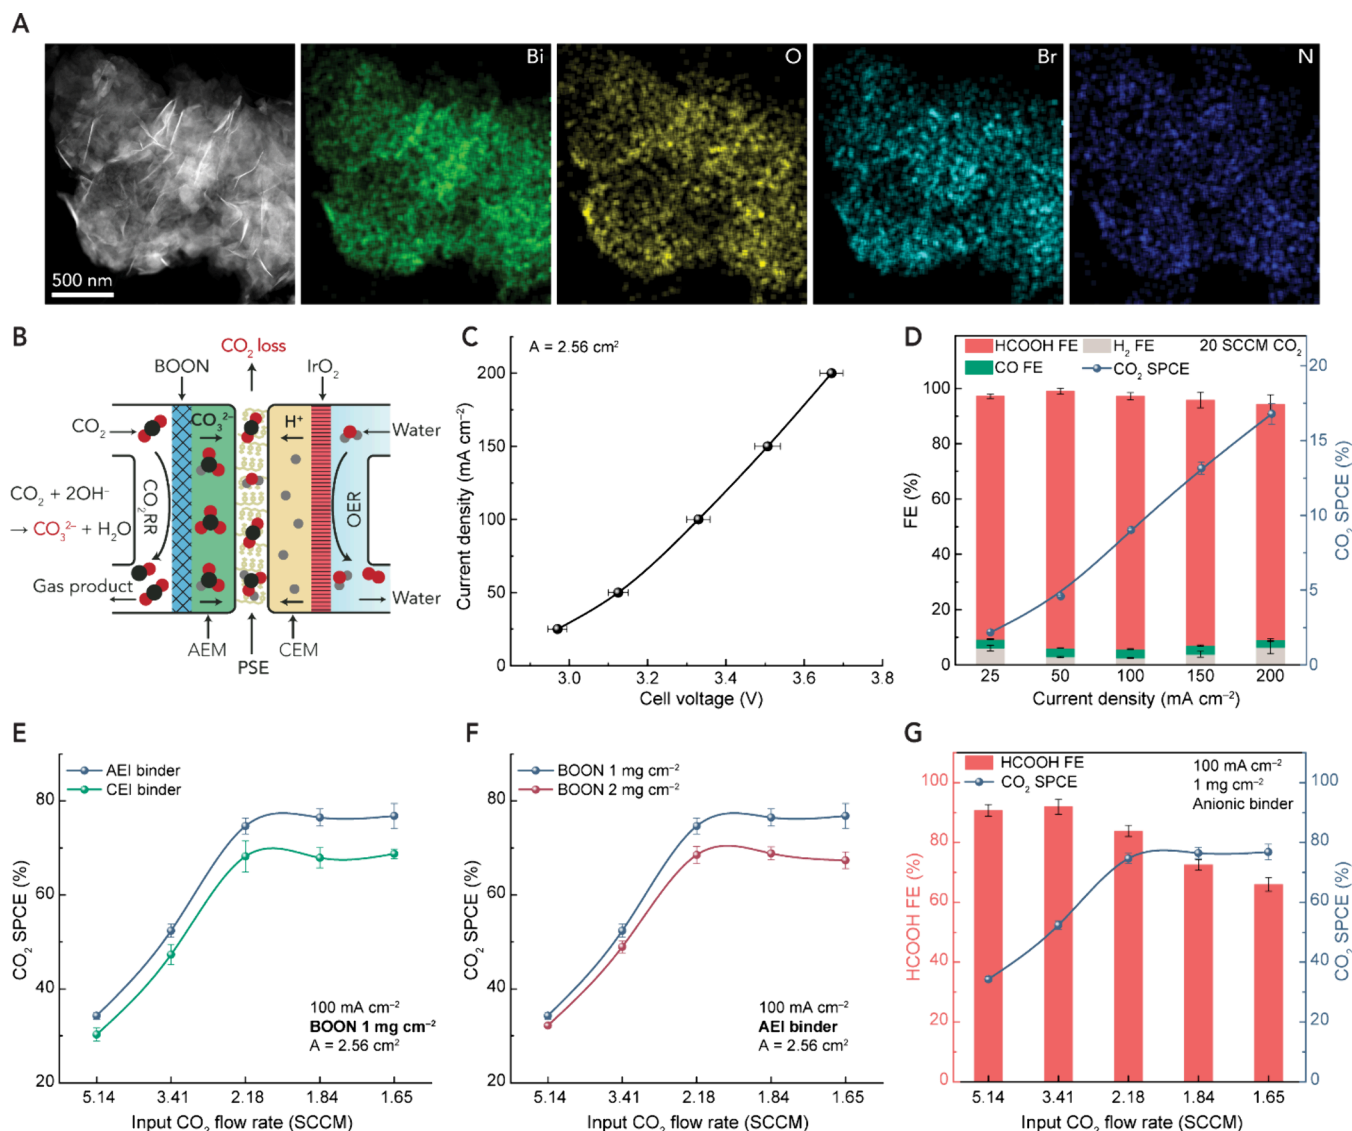 A
Bi
O
Br
N
500 nm
B
CO₂ loss
BOON
IrO₂
CO₂
CO₃²⁻
H⁺
Water
CO₂ + 2OH⁻
→ CO₃²⁻ + H₂O
CO₂RR
OER
Gas product
Water
AEM
PSE
CEM
C
A = 2.56 cm²
Current density (mA cm⁻²)
200
150
100
50
0
3.0 3.2 3.4 3.6 3.8
Cell voltage (V)
D
HCOOH FE
H₂ FE
20 SCCM CO₂
CO FE
CO₂ SPCE
FE (%)
100
80
60
40
20
0
20
15
10
5
0
CO₂ SPCE (%)
25 50 100 150 200
Current density (mA cm⁻²)
E
AEI binder
CEI binder
CO₂ SPCE (%)
80
60
40
20
100 mA cm⁻²
BOON 1 mg cm⁻²
A = 2.56 cm²
5.14 3.41 2.18 1.84 1.65
Input CO₂ flow rate (SCCM)
F
BOON 1 mg cm⁻²
BOON 2 mg cm⁻²
CO₂ SPCE (%)
80
60
40
20
100 mA cm⁻²
AEI binder
A = 2.56 cm²
5.14 3.41 2.18 1.84 1.65
Input CO₂ flow rate (SCCM)
G
HCOOH FE
CO₂ SPCE
100 mA cm⁻²
1 mg cm⁻²
Anionic binder
HCOOH FE (%)
100
80
60
40
20
0
100
80
60
40
20
0
CO₂ SPCE (%)
5.14 3.41 2.18 1.84 1.65
Input CO₂ flow rate (SCCM)